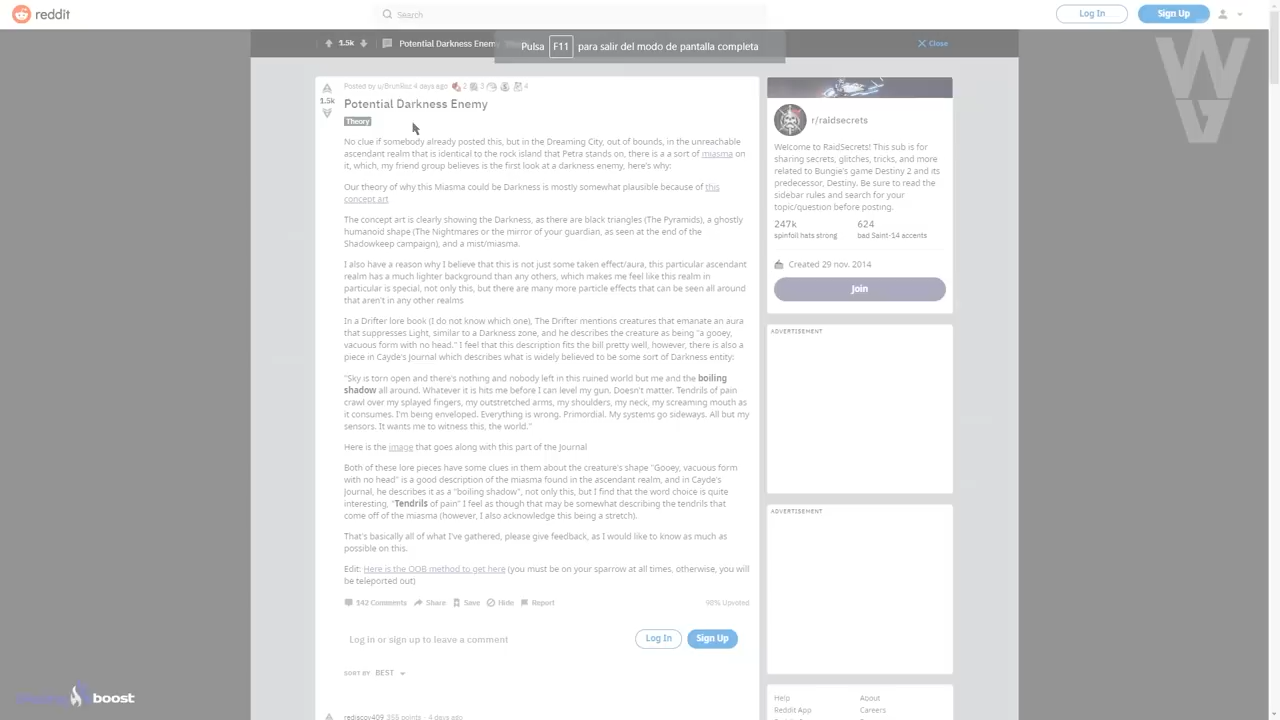 reddit
Search
Log In
Sign Up
1.5k
Potential Darkness Enemy
Pulsa F11 para salir del modo de pantalla completa
Close
Posted by 4 days ago 2 3 4
1.5k
Potential Darkness Enemy
Theory
No clue if somebody already posted this, but in the Dreaming City, out of bounds, in the unreachable
ascendant realm that is identical to the rock island that Petra stands on, there is a a sort of miasma on
it, which, my friend group believes is the first look at a darkness enemy, here's why:
Our theory of why this Miasma could be Darkness is mostly somewhat plausible because of this
concept art
The concept art is clearly showing the Darkness, as there are black triangles (The Pyramids), a ghostly
humanoid shape (The Nightmares or the mirror of your guardian, as seen at the end of the
Shadowkeep campaign), and a mist/miasma.
I also have a reason why I believe that this is not just some taken effect/aura, this particular ascendant
realm has a much lighter background than any others, which makes me feel like this realm in
particular is special, not only this, but there are many more particle effects that can be seen all around
that aren't in any other realms
In a Drifter lore book (I do not know which one), The Drifter mentions creatures that emanate an aura
that suppresses Light, similar to a Darkness zone, and he describes the creature as being "a gooey,
vacuous form with no head." I feel that this description fits the bill pretty well, however, there is also a
piece in Cayde's Journal which describes what is widely believed to be some sort of Darkness entity:
"Sky is torn open and there's nothing and nobody left in this ruined world but me and the boiling
shadow all around. Whatever it is hits me before I can level my gun. Doesn't matter. Tendrils of pain
crawl over my splayed fingers, my outstretched arms, my shoulders, my neck, my screaming mouth as
it consumes. I'm being enveloped. Everything is wrong. Primordial. My systems go sideways. All but my
sensors. It wants me to witness this, the world."
Here is the image that goes along with this part of the Journal
Both of these lore pieces have some clues in them about the creature's shape "Gooey, vacuous form
with no head" is a good description of the miasma found in the ascendant realm, and in Cayde's
Journal, he describes it as a "boiling shadow", not only this, but I find that the word choice is quite
interesting, "Tendrils of pain" I feel as though that may be somewhat describing the tendrils that
come off of the miasma (however, I also acknowledge this being a stretch).
That's basically all of what I've gathered, please give feedback, as I would like to know as much as
possible on this.
Edit: Here is the OOB method to get here (you must be on your sparrow at all times, otherwise, you will
be teleported out)
142 Comments Share Save Hide Report 90% Upvoted
Log in or sign up to leave a comment
Log In
Sign Up
SORT BY BEST
rediscov409 355 points · 4 days ago
r/raidsecrets
Welcome to RaidSecrets! This sub is for
sharing secrets, glitches, tricks, and more
related to Bungie's game Destiny 2 and its
predecessor, Destiny. Be sure to read the
sidebar rules and search for your
topic/question before posting.
247k 624
spinfoil hats strong bad Saint-14 accents
Created 29 nov. 2014
Join
ADVERTISEMENT
ADVERTISEMENT
Help About
Reddit App Careers
boost